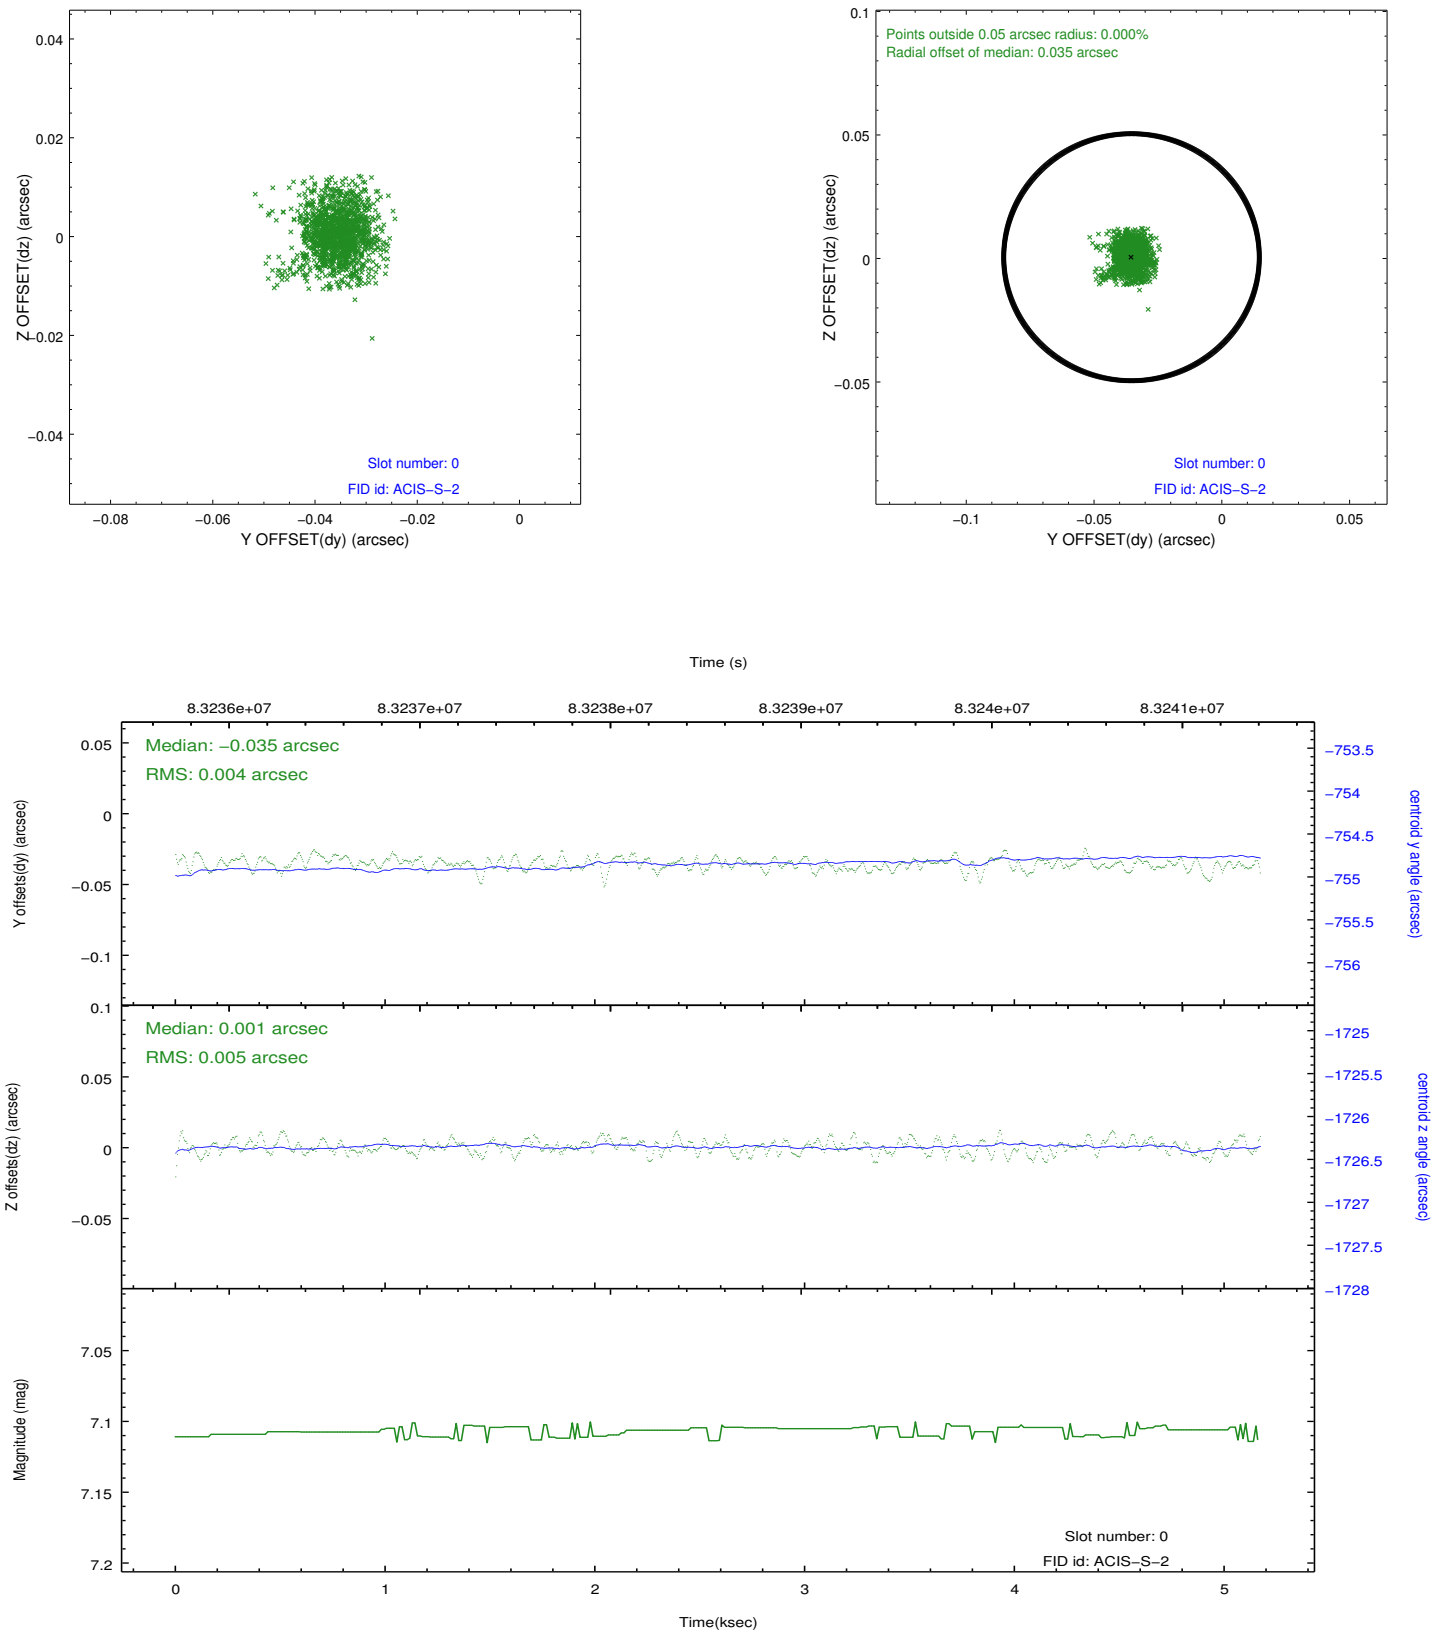 0.04
0.02
0
−0.02
−0.04
Z OFFSET(dz) (arcsec)
Slot number: 0
FID id: ACIS−S−2
−0.08
−0.06
−0.04
−0.02
0
Y OFFSET(dy) (arcsec)
0.1
0.05
0
−0.05
Z OFFSET(dz) (arcsec)
Points outside 0.05 arcsec radius: 0.000%
Radial offset of median: 0.035 arcsec
Slot number: 0
FID id: ACIS−S−2
−0.1
−0.05
0
0.05
Y OFFSET(dy) (arcsec)
Time (s)
8.3236e+07
8.3237e+07
8.3238e+07
8.3239e+07
8.324e+07
8.3241e+07
Median: −0.035 arcsec
RMS: 0.004 arcsec
0.05
0
−0.05
−0.1
Y offsets(dy) (arcsec)
−753.5
−754
−754.5
−755
−755.5
−756
centroid y angle (arcsec)
Median: 0.001 arcsec
RMS: 0.005 arcsec
0.1
0.05
0
−0.05
Z offsets(dz) (arcsec)
−1725
−1725.5
−1726
−1726.5
−1727
−1727.5
−1728
centroid z angle (arcsec)
7.05
7.1
7.15
7.2
Magnitude (mag)
Slot number: 0
FID id: ACIS−S−2
0
1
2
3
4
5
Time(ksec)